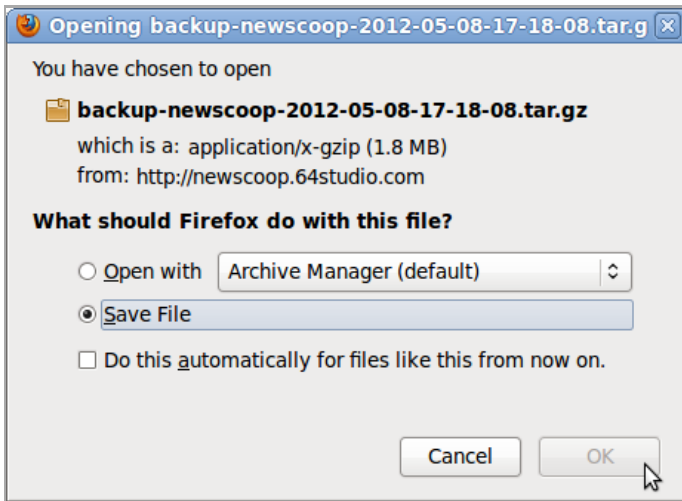 Opening backup-newscoop-2012-05-08-17-18-08.tar.g
You have chosen to open
backup-newscoop-2012-05-08-17-18-08.tar.gz
which is a: application/x-gzip (1.8 MB)
from: http://newscoop.64studio.com
What should Firefox do with this file?
Open with Archive Manager (default)
Save File
Do this automatically for files like this from now on.
Cancel OK